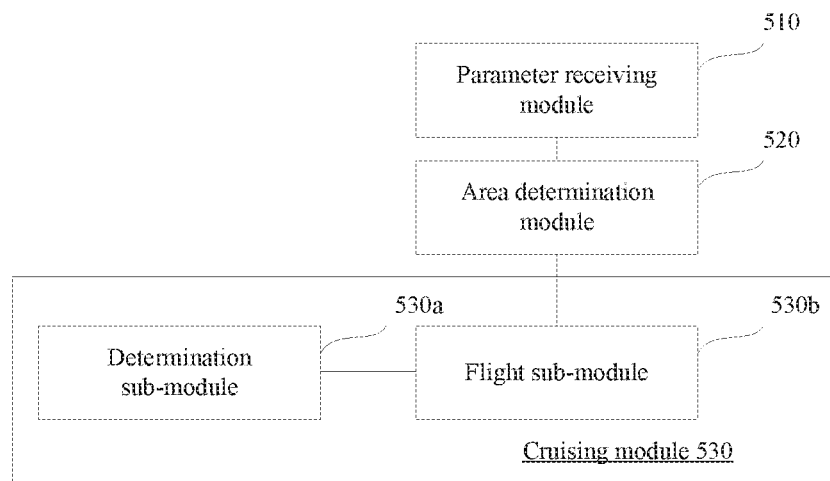 510
Parameter receiving
module
520
Area determination
module
530a
530b
Determination
sub-module
Flight sub-module
Cruising module 530